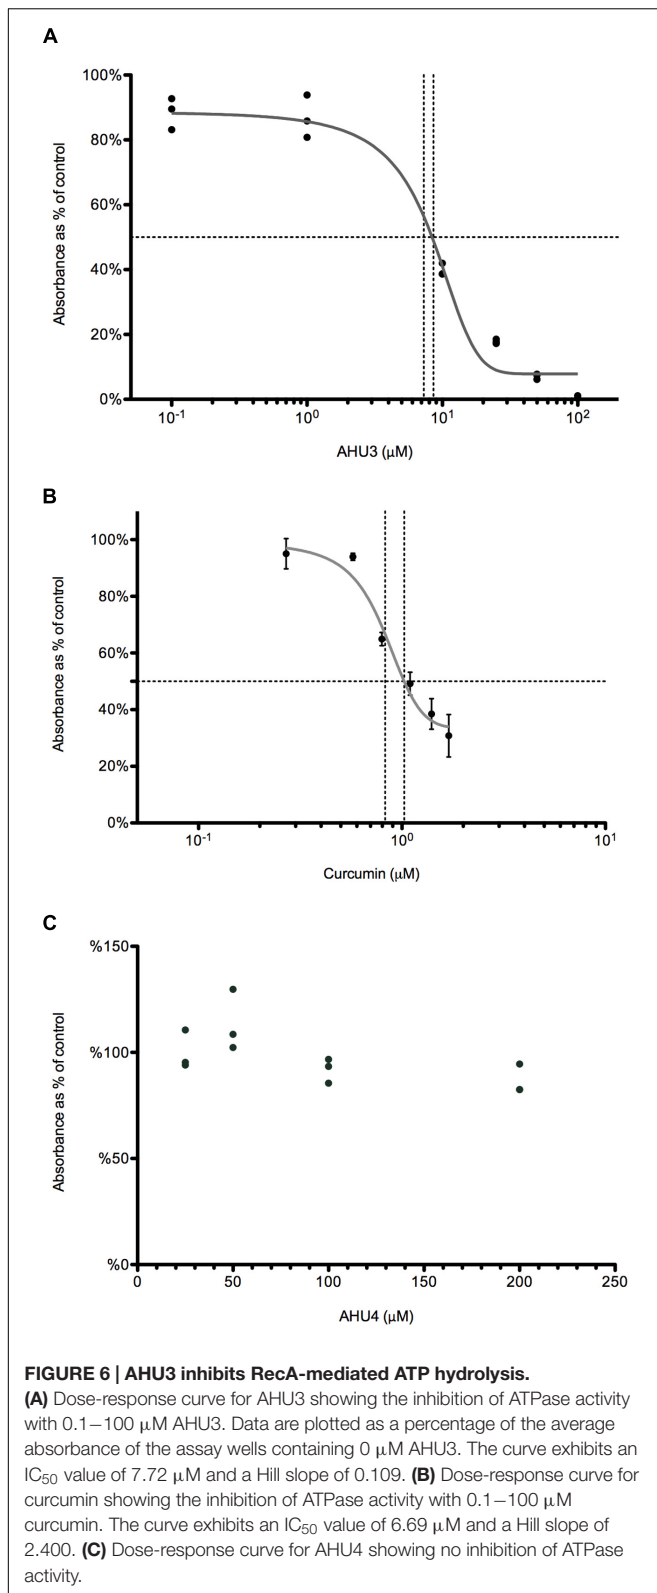 A
100%
80%
60%
40%
20%
0%
Absorbance as % of control
10-1
100
101
102
AHU3 (μM)
B
100%
80%
60%
40%
20%
0%
Absorbance as % of control
10-1
100
101
Curcumin (μM)
C
%150
%100
%50
%0
Absorbance as % of control
0 50 100 150 200 250
AHU4 (μM)
FIGURE 6 | AHU3 inhibits RecA-mediated ATP hydrolysis.
(A) Dose-response curve for AHU3 showing the inhibition of ATPase activity
with 0.1–100 μM AHU3. Data are plotted as a percentage of the average
absorbance of the assay wells containing 0 μM AHU3. The curve exhibits an
IC50 value of 7.72 μM and a Hill slope of 0.109. (B) Dose-response curve for
curcumin showing the inhibition of ATPase activity with 0.1–100 μM
curcumin. The curve exhibits an IC50 value of 6.69 μM and a Hill slope of
2.400. (C) Dose-response curve for AHU4 showing no inhibition of ATPase
activity.